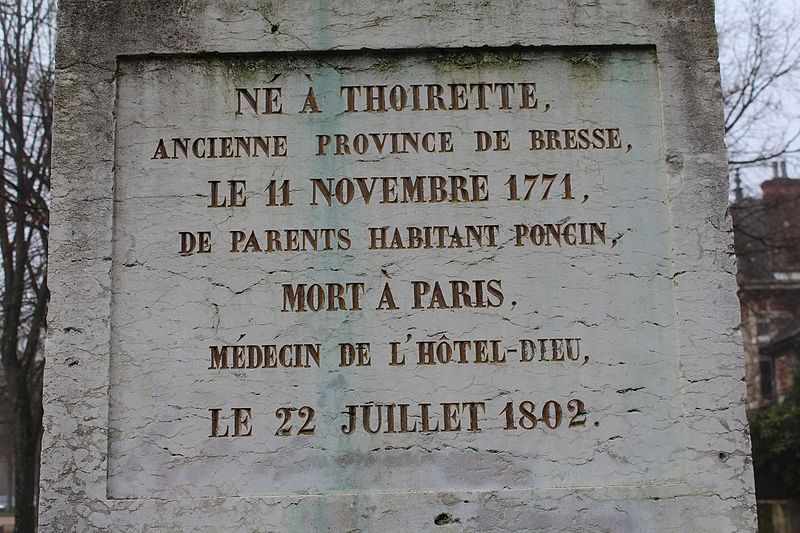 NÉ À THOIRETTE,
ANCIENNE PROVINCE DE BRESSE,
LE 11 NOVEMBRE 1771,
DE PARENTS HABITANT PONCIN,
MORT A PARIS.
MÉDECIN DE L'HÔTEL-DIEU,
LE 22 JUILLET 1802.